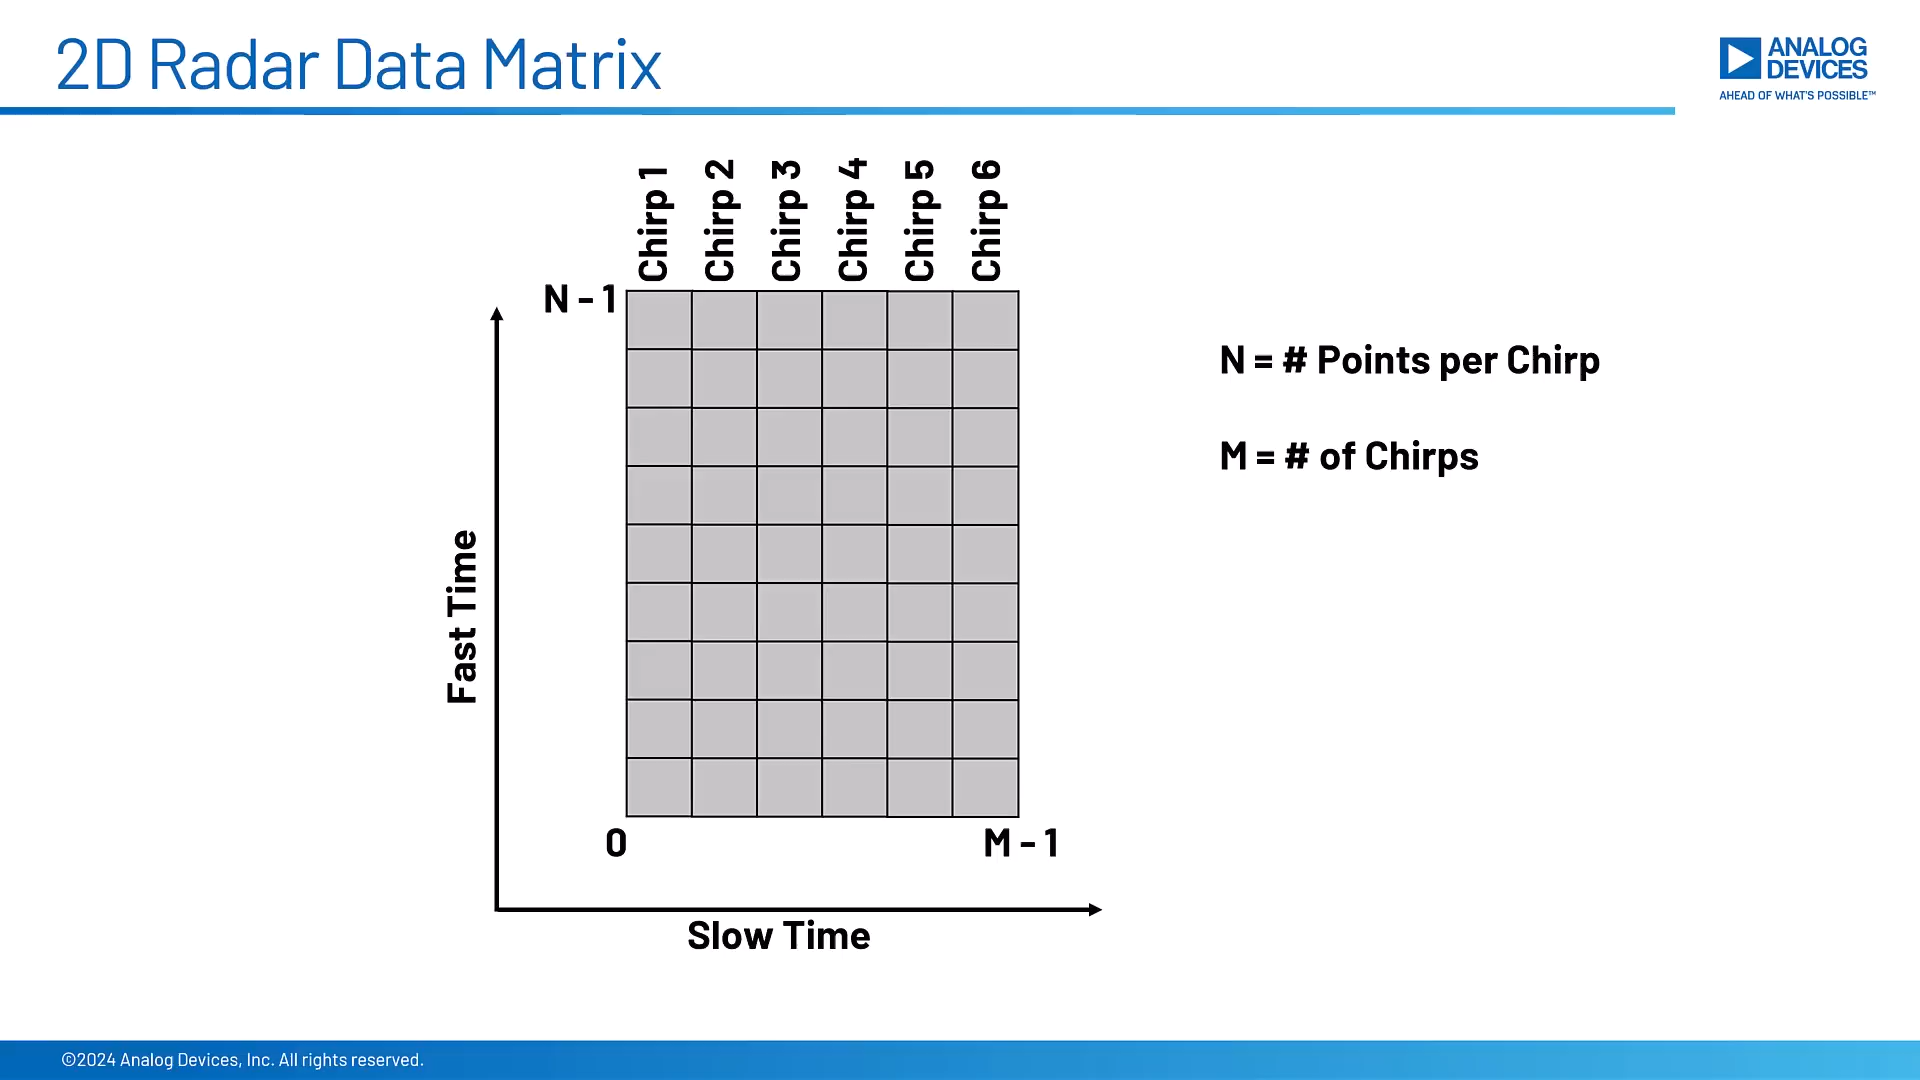 2D Radar Data Matrix
ANALOG
DEVICES
AHEAD OF WHAT'S POSSIBLE™
Chirp 1
Chirp 2
Chirp 3
Chirp 4
Chirp 5
Chirp 6
N - 1
N = # Points per Chirp
M = # of Chirps
Fast Time
0
M - 1
Slow Time
©2024 Analog Devices, Inc. All rights reserved.